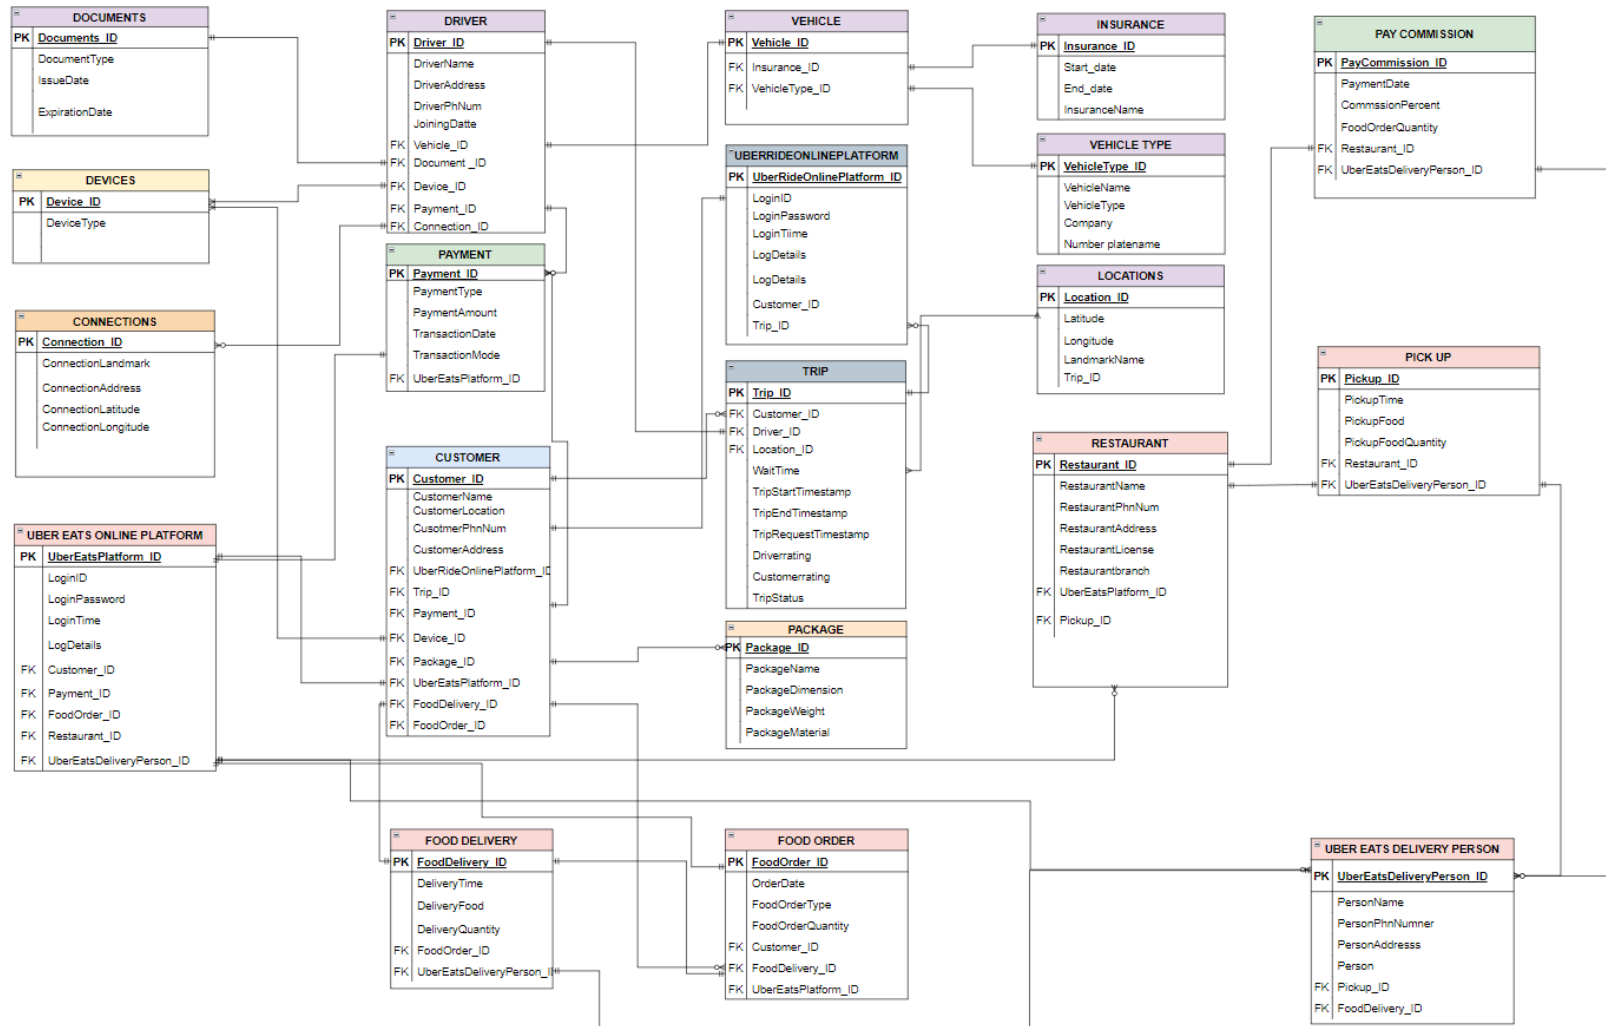 DOCUMENTS
PK Documents_ID
DocumentType
IssueDate
ExpirationDate
DEVICES
PK Device_ID
DeviceType
CONNECTIONS
PK Connection_ID
ConnectionLandmark
ConnectionAddress
ConnectionLatitude
ConnectionLongitude
UBER EATS ONLINE PLATFORM
PK UberEatsPlatform_ID
LoginID
LoginPassword
LoginTime
LogDetails
FK Customer_ID
FK Payment_ID
FK FoodOrder_ID
FK Restaurant_ID
FK UberEatsDeliveryPerson_ID
DRIVER
PK Driver_ID
DriverName
DriverAddress
DriverPhNum
JoiningDatte
FK Vehicle_ID
FK Document _ID
FK Device_ID
FK Payment_ID
FK Connection_ID
PAYMENT
PK Payment_ID
PaymentType
PaymentAmount
TransactionDate
TransactionMode
FK UberEatsPlatform_ID
CUSTOMER
PK Customer_ID
CustomerName
CustomerLocation
CusotmerPhnNum
CustomerAddress
FK UberRideOnlinePlatform_ID
FK Trip_ID
FK Payment_ID
FK Device_ID
FK Package_ID
FK UberEatsPlatform_ID
FK FoodDelivery_ID
FK FoodOrder_ID
FOOD DELIVERY
PK FoodDelivery_ID
DeliveryTime
DeliveryFood
DeliveryQuantity
FK FoodOrder_ID
FK UberEatsDeliveryPerson_ID
VEHICLE
PK Vehicle_ID
FK Insurance_ID
FK VehicleType_ID
UBERRIDEONLINEPLATFORM
PK UberRideOnlinePlatform_ID
LoginID
LoginPassword
LoginTiime
LogDetails
LogDetails
Customer_ID
Trip_ID
TRIP
PK Trip_ID
FK Customer_ID
FK Driver_ID
FK Location_ID
WaitTime
TripStartTimestamp
TripEndTimestamp
TripRequestTimestamp
Driverrating
Customerrating
TripStatus
PACKAGE
PK Package_ID
PackageName
PackageDimension
PackageWeight
PackageMaterial
FOOD ORDER
PK FoodOrder_ID
OrderDate
FoodOrderType
FoodOrderQuantity
FK Customer_ID
FK FoodDelivery_ID
FK UberEatsPlatform_ID
INSURANCE
PK Insurance_ID
Start_date
End_date
InsuranceName
VEHICLE TYPE
PK VehicleType_ID
VehicleName
VehicleType
Company
Number platename
LOCATIONS
PK Location_ID
Latitude
Longitude
LandmarkName
Trip_ID
RESTAURANT
PK Restaurant_ID
RestaurantName
RestaurantPhnNum
RestaurantAddress
RestaurantLicense
Restaurantbranch
FK UberEatsPlatform_ID
FK Pickup_ID
PAY COMMISSION
PK PayCommission_ID
PaymentDate
CommssionPercent
FoodOrderQuantity
FK Restaurant_ID
FK UberEatsDeliveryPerson_ID
PICK UP
PK Pickup_ID
PickupTime
PickupFood
PickupFoodQuantity
FK Restaurant_ID
FK UberEatsDeliveryPerson_ID
UBER EATS DELIVERY PERSON
PK UberEatsDeliveryPerson_ID
PersonName
PersonPhnNumner
PersonAddresss
Person
FK Pickup_ID
FK FoodDelivery_ID